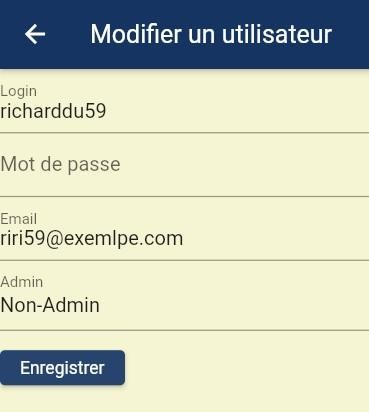 Modifier un utilisateur
Login
richarddu59
Mot de passe
Email
riri59@exemlpe.com
Admin
Non-Admin
Enregistrer